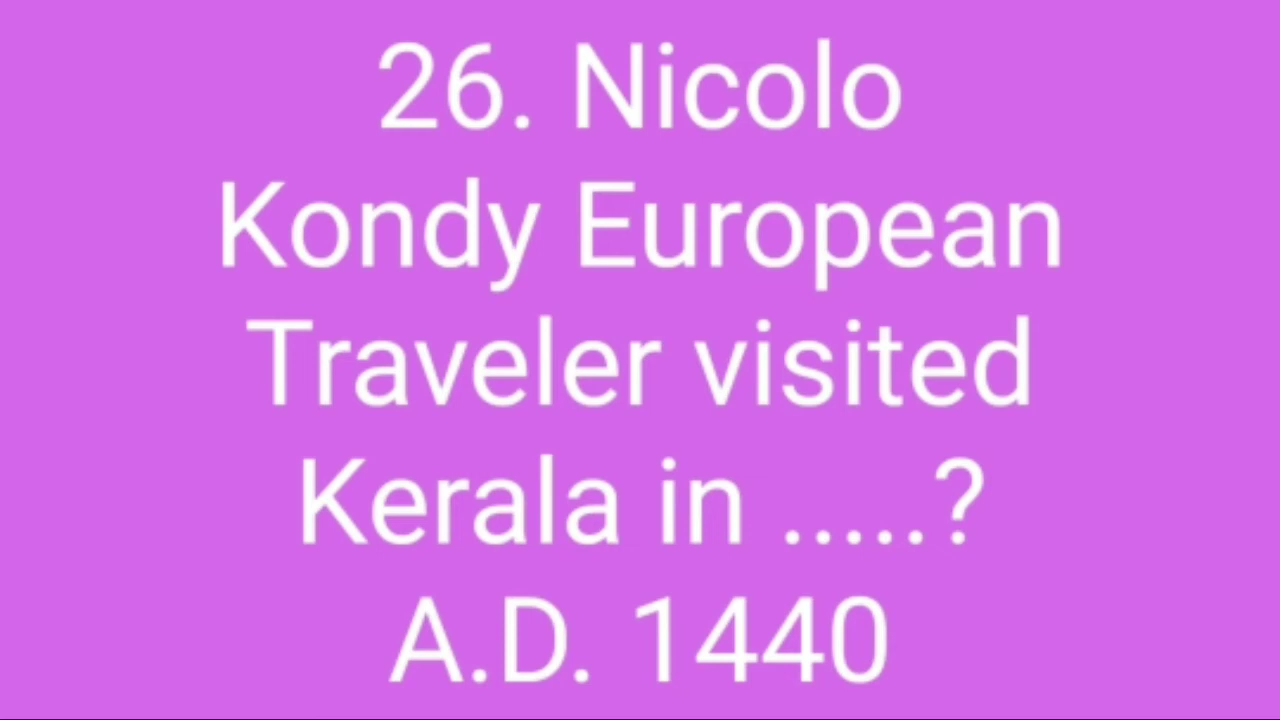 26. Nicolo
Kondy European
Traveler visited
Kerala in .....?
A.D. 1440